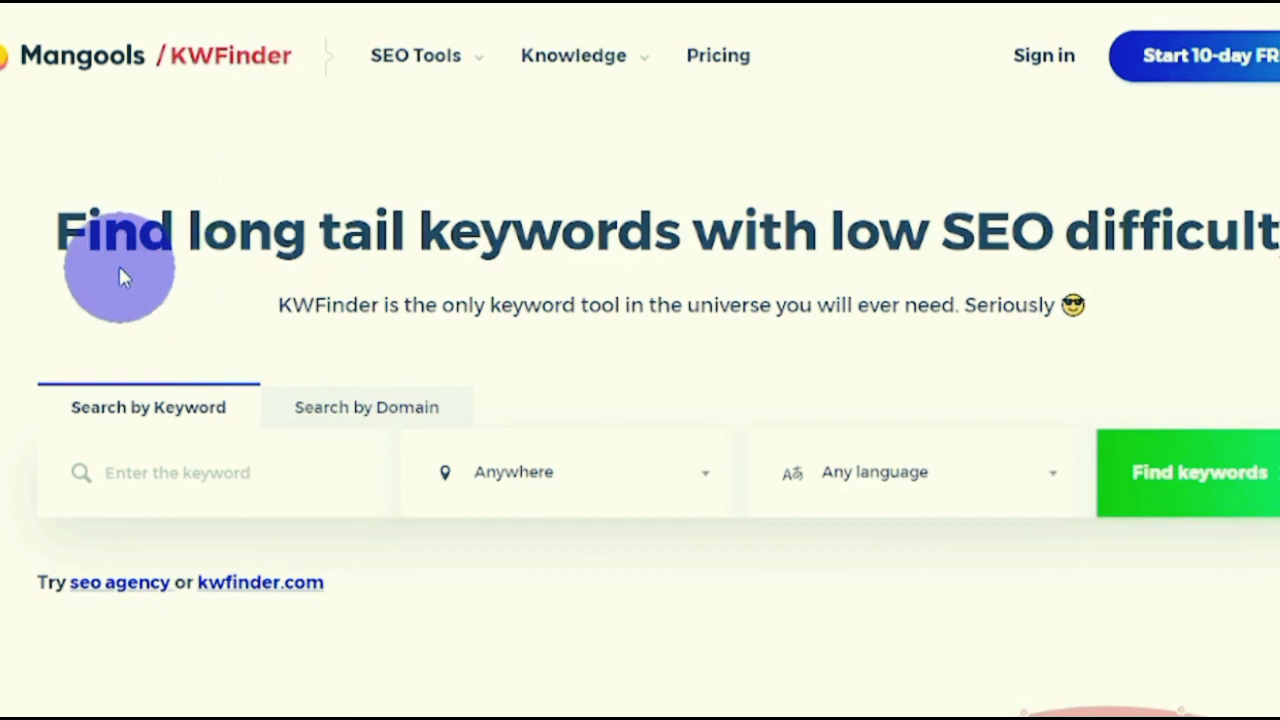 Mangools / KWFinder SEO Tools Knowledge Pricing Sign in Start 10-day FR
Find long tail keywords with low SEO difficult
KWFinder is the only keyword tool in the universe you will ever need. Seriously 😎
Search by Keyword Search by Domain
Enter the keyword Anywhere Any language Find keywords
Try seo agency or kwfinder.com